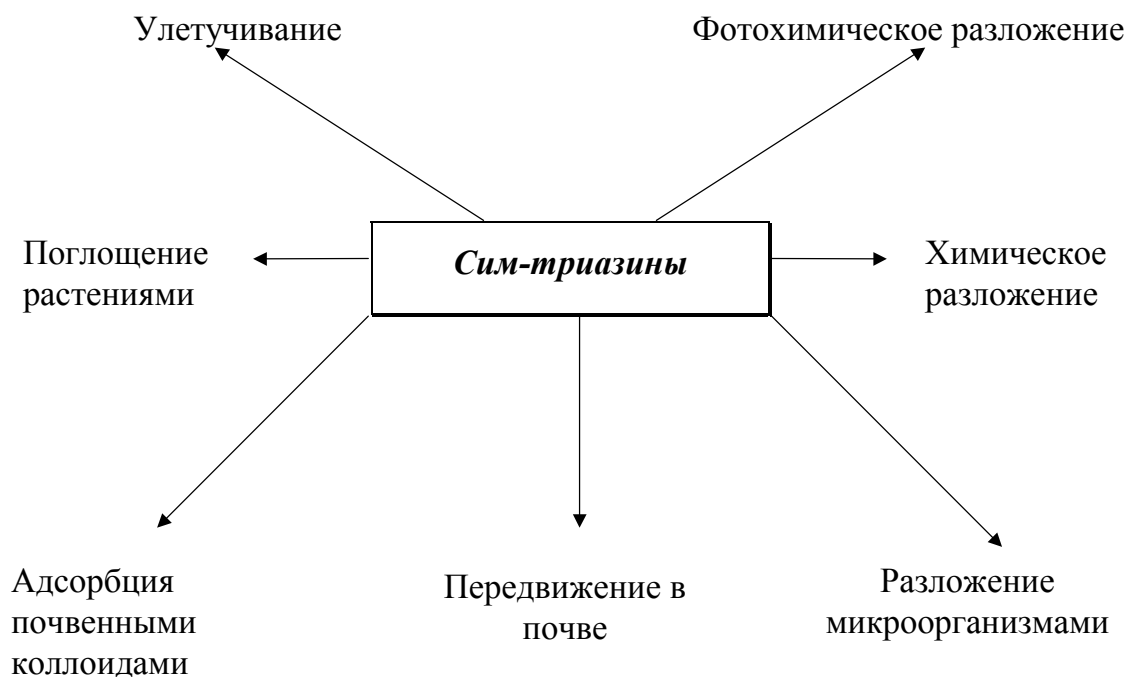 Улетучивание
Фотохимическое разложение
Поглощение
растениями
Сим-триазины
Химическое
разложение
Адсорбция
почвенными
коллоидами
Передвижение в
почве
Разложение
микроорганизмами